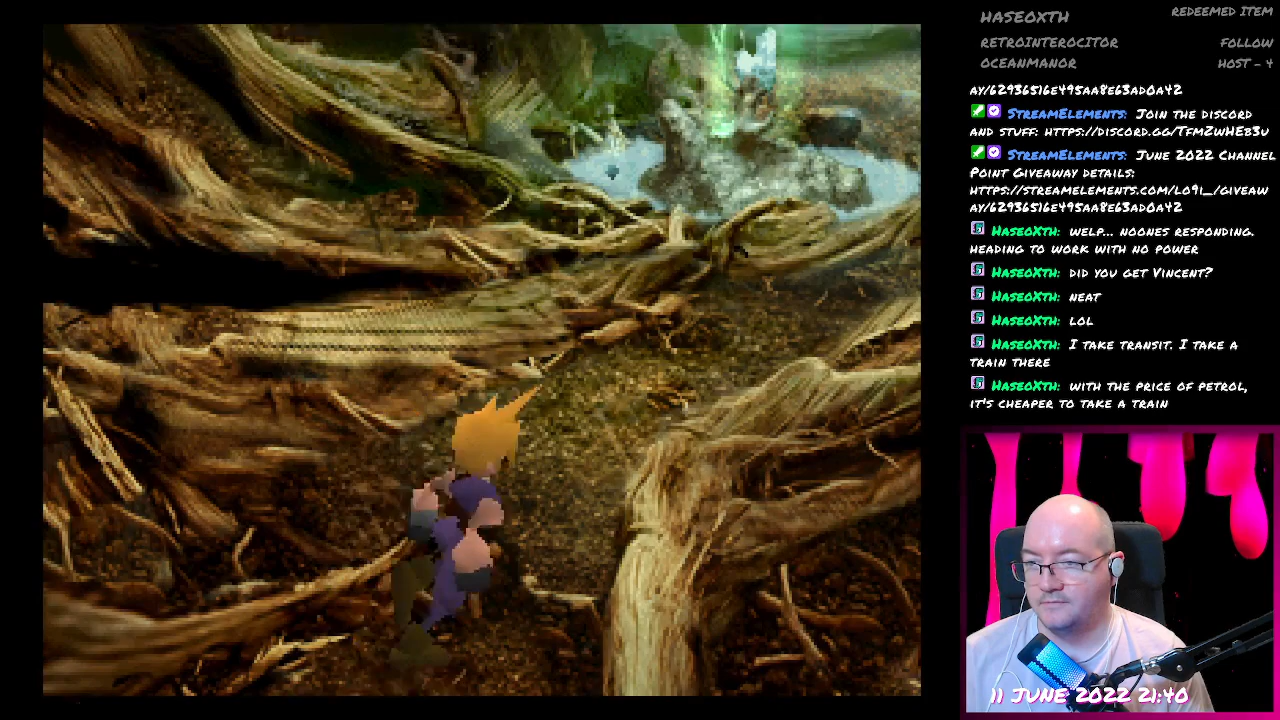 HASEOXTH
REDEEMED ITEM
RETROINTEROCITOR
FOLLOW
OCEANMANOR
HOST - 4
AY/62936516E495AA8E63AD0A42
STREAMELEMENTS: JOIN THE DISCORD
AND STUFF: HTTPS://DISCORD.GG/TFMZWHE83U
STREAMELEMENTS: JUNE 2022 CHANNEL
POINT GIVEAWAY DETAILS:
HTTPS://STREAMELEMENTS.COM/L09I_/GIVEAW
AY/62936516E495AA8E63AD0A42
HASEOXTH: WELP... NOONES RESPONDING.
HEADING TO WORK WITH NO POWER
HASEOXTH: DID YOU GET VINCENT?
HASEOXTH: NEAT
HASEOXTH: LOL
HASEOXTH: I TAKE TRANSIT. I TAKE A
TRAIN THERE
HASEOXTH: WITH THE PRICE OF PETROL,
IT'S CHEAPER TO TAKE A TRAIN
11 JUNE 2022 21:40